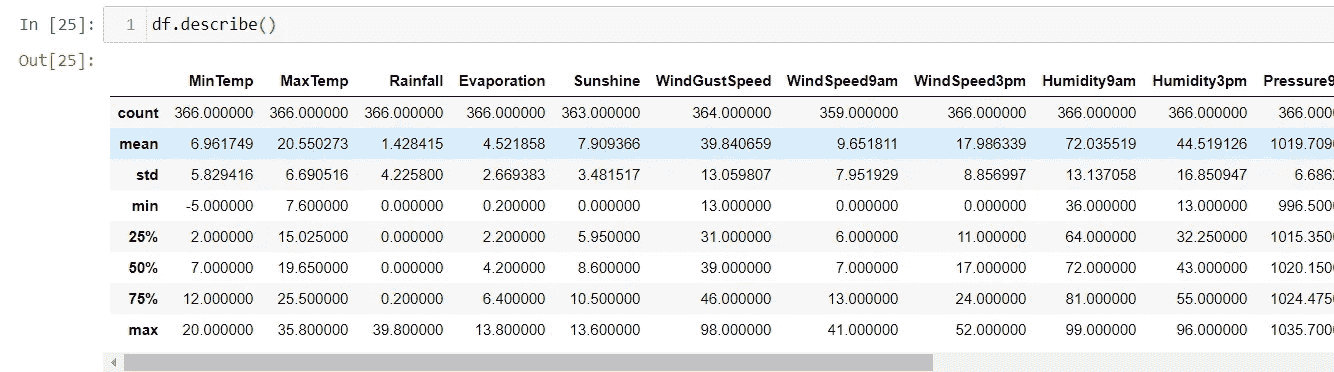 In [25]: 1 df.describe()
Out[25]:
MinTemp MaxTemp Rainfall Evaporation Sunshine WindGustSpeed WindSpeed9am WindSpeed3pm Humidity9am Humidity3pm Pressure9
count 366.000000 366.000000 366.000000 366.000000 363.000000 364.000000 359.000000 366.000000 366.000000 366.000000 366.000
mean 6.961749 20.550273 1.428415 4.521858 7.909366 39.840659 9.651811 17.986339 72.035519 44.519126 1019.709
std 5.829416 6.690516 4.225800 2.669383 3.481517 13.059807 7.951929 8.856997 13.137058 16.850947 6.686
min -5.000000 7.600000 0.000000 0.200000 0.000000 13.000000 0.000000 0.000000 36.000000 13.000000 996.500
25% 2.000000 15.025000 0.000000 2.200000 5.950000 31.000000 6.000000 11.000000 64.000000 32.250000 1015.350
50% 7.000000 19.650000 0.000000 4.200000 8.600000 39.000000 7.000000 17.000000 72.000000 43.000000 1020.150
75% 12.000000 25.500000 0.200000 6.400000 10.500000 46.000000 13.000000 24.000000 81.000000 55.000000 1024.475
max 20.000000 35.800000 39.800000 13.800000 13.600000 98.000000 41.000000 52.000000 99.000000 96.000000 1035.700